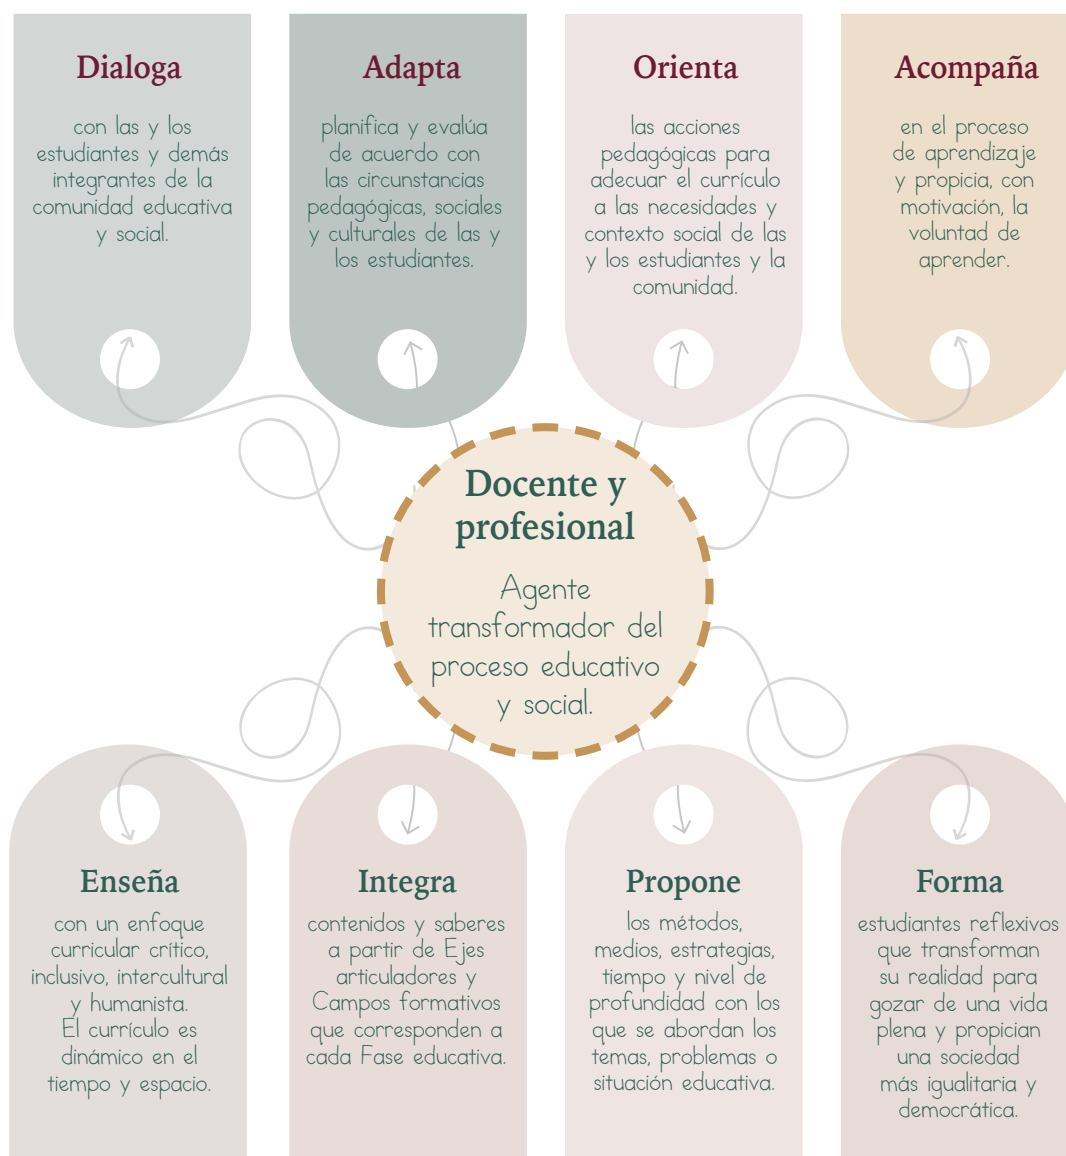 Dialoga
con las y los
estudiantes y demás
integrantes de la
comunidad educativa
y social.
Adapta
planifica y evalúa
de acuerdo con
las circunstancias
pedagógicas, sociales
y culturales de las y
los estudiantes.
Orienta
las acciones
pedagógicas para
adecuar el currículo
a las necesidades y
contexto social de las
y los estudiantes y la
comunidad.
Acompaña
en el proceso
de aprendizaje
y propicia, con
motivación, la
voluntad de
aprender.
Docente y
profesional
Agente
transformador del
proceso educativo
y social.
Enseña
con un enfoque
curricular crítico,
inclusivo, intercultural
y humanista.
El currículo es
dinámico en el
tiempo y espacio.
Integra
contenidos y saberes
a partir de Ejes
articuladores y
Campos formativos
que corresponden a
cada Fase educativa.
Propone
los métodos,
medios, estrategias,
tiempo y nivel de
profundidad con los
que se abordan los
temas, problemas o
situación educativa.
Forma
estudiantes reflexivos
que transforman
su realidad para
gozar de una vida
plena y propician
una sociedad
más igualitaria y
democrática.